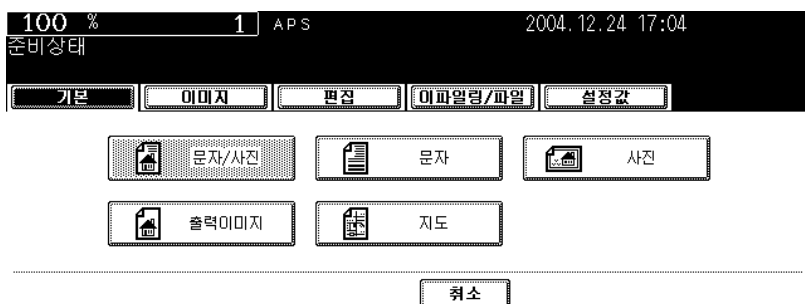 100 % 1 APS 2004.12.24 17:04
준비상태
기본 이미지 편집 이파일링/파일 설정값
문자/사진 문자 사진
출력이미지 지도
취소